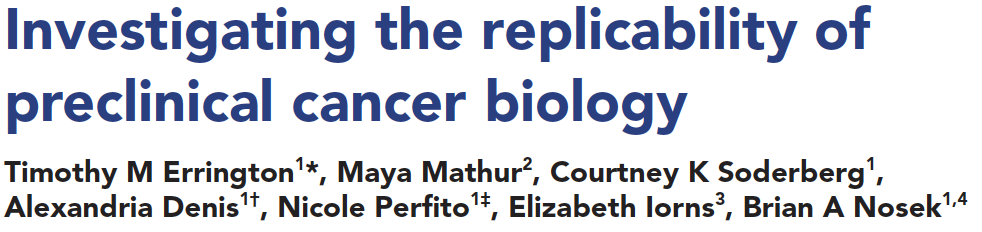 Investigating the replicability of
preclinical cancer biology
Timothy M Errington¹*, Maya Mathur², Courtney K Soderberg¹,
Alexandria Denis¹†, Nicole Perfito¹‡, Elizabeth Iorns³, Brian A Nosek¹,⁴